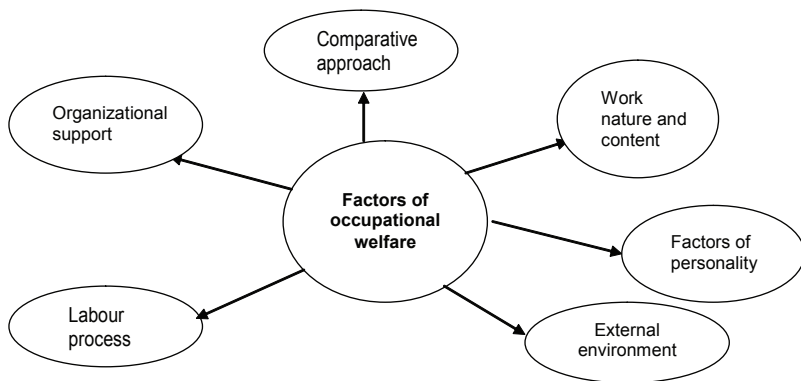 Comparative
approach
Organizational
support
Work
nature and
content
Factors of
occupational
welfare
Factors of
personality
Labour
process
External
environment